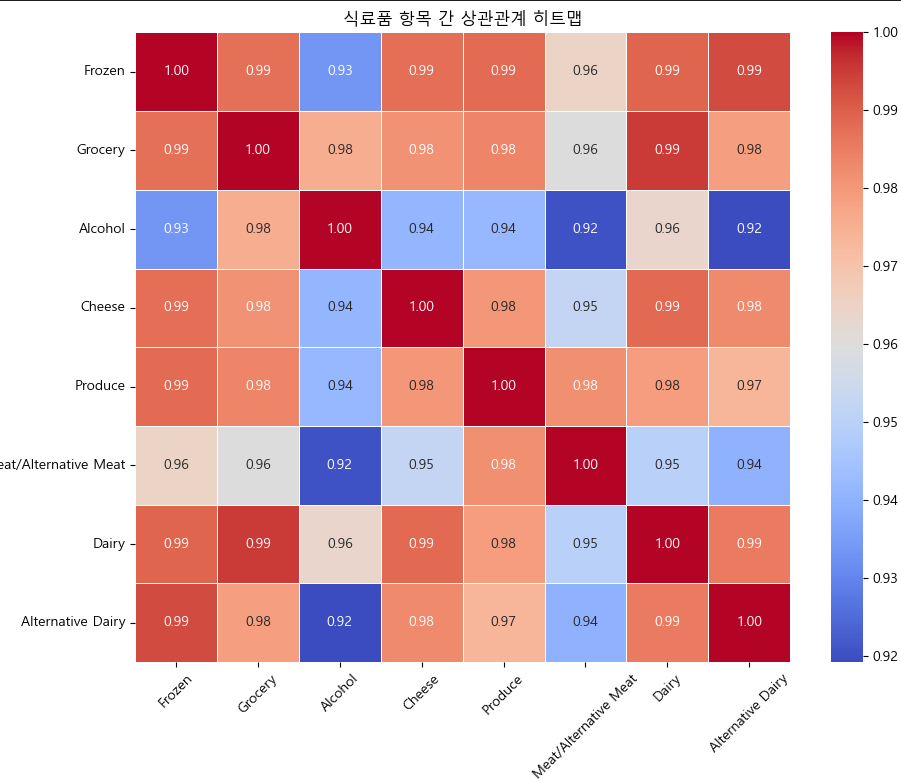 식료품 항목 간 상관관계 히트맵
Frozen 1.00 0.99 0.93 0.99 0.99 0.96 0.99 0.99
Grocery 0.99 1.00 0.98 0.98 0.98 0.96 0.99 0.98
Alcohol 0.93 0.98 1.00 0.94 0.94 0.92 0.96 0.92
Cheese 0.99 0.98 0.94 1.00 0.98 0.95 0.99 0.98
Produce 0.99 0.98 0.94 0.98 1.00 0.98 0.98 0.97
eat/Alternative Meat 0.96 0.96 0.92 0.95 0.98 1.00 0.95 0.94
Dairy 0.99 0.99 0.96 0.99 0.98 0.95 1.00 0.99
Alternative Dairy 0.99 0.98 0.92 0.98 0.97 0.94 0.99 1.00
Frozen Grocery Alcohol Cheese Produce Meat/Alternative Meat Dairy Alternative Dairy
1.00
0.99
0.98
0.97
0.96
0.95
0.94
0.93
0.92